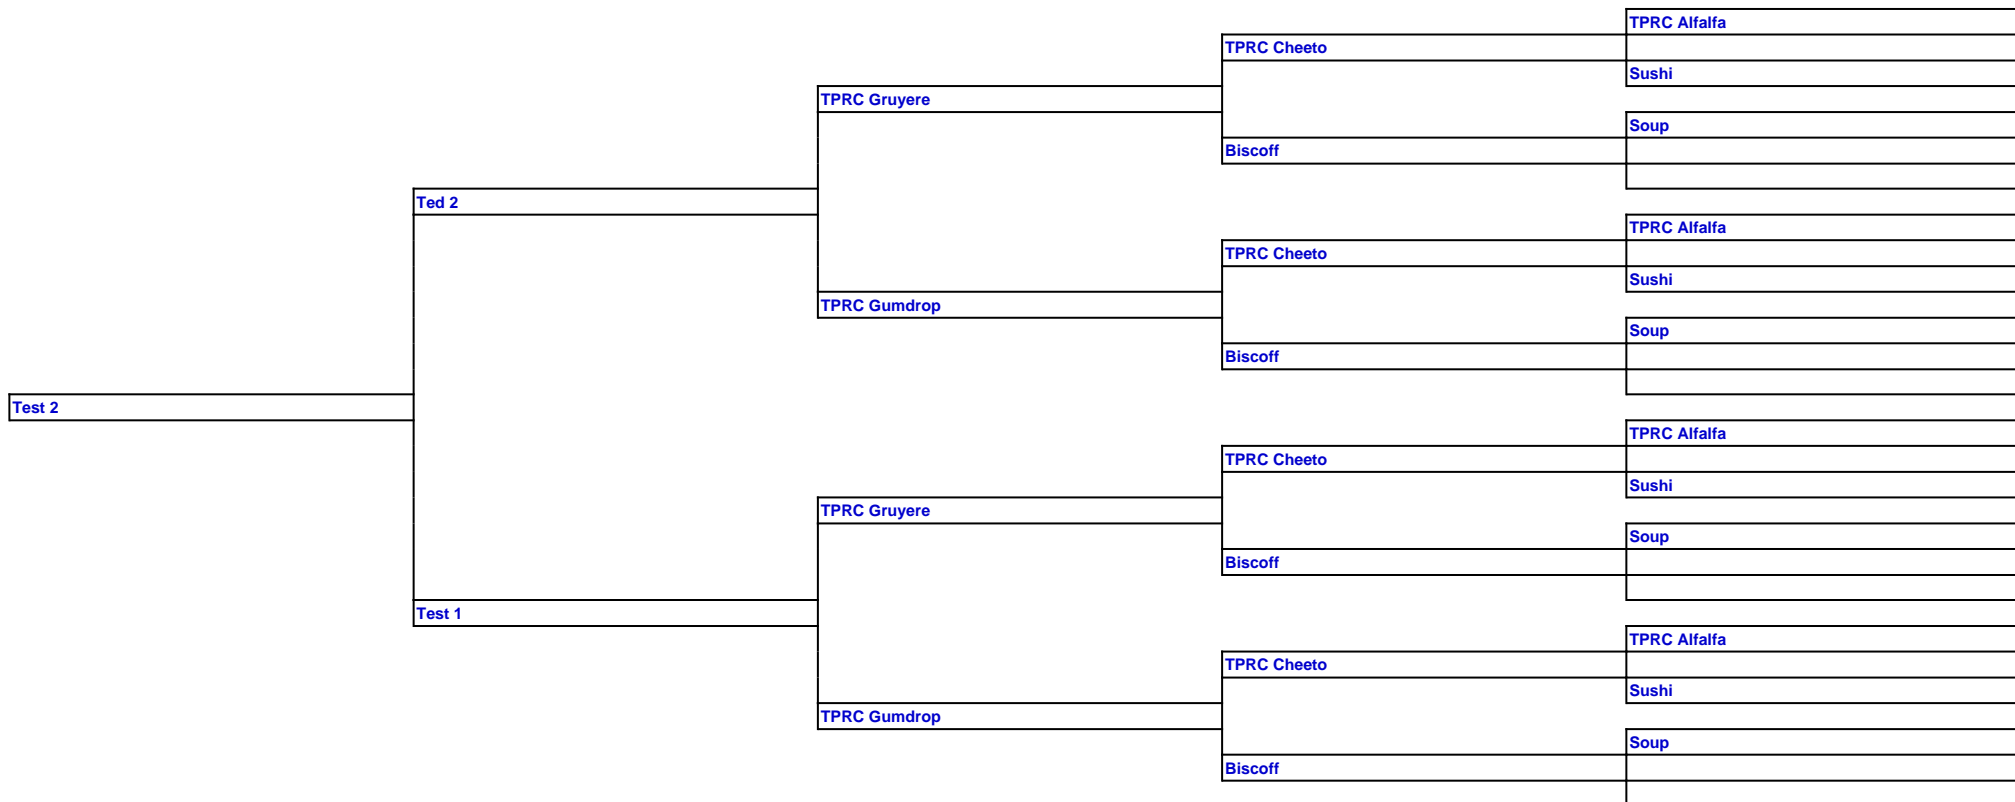 TPRC Alfalfa
TPRC Cheeto
Sushi
TPRC Gruyere
Soup
Biscoff
Ted 2
TPRC Alfalfa
TPRC Cheeto
Sushi
TPRC Gumdrop
Soup
Biscoff
Test 2
TPRC Alfalfa
TPRC Cheeto
Sushi
TPRC Gruyere
Soup
Biscoff
Test 1
TPRC Alfalfa
TPRC Cheeto
Sushi
TPRC Gumdrop
Soup
Biscoff